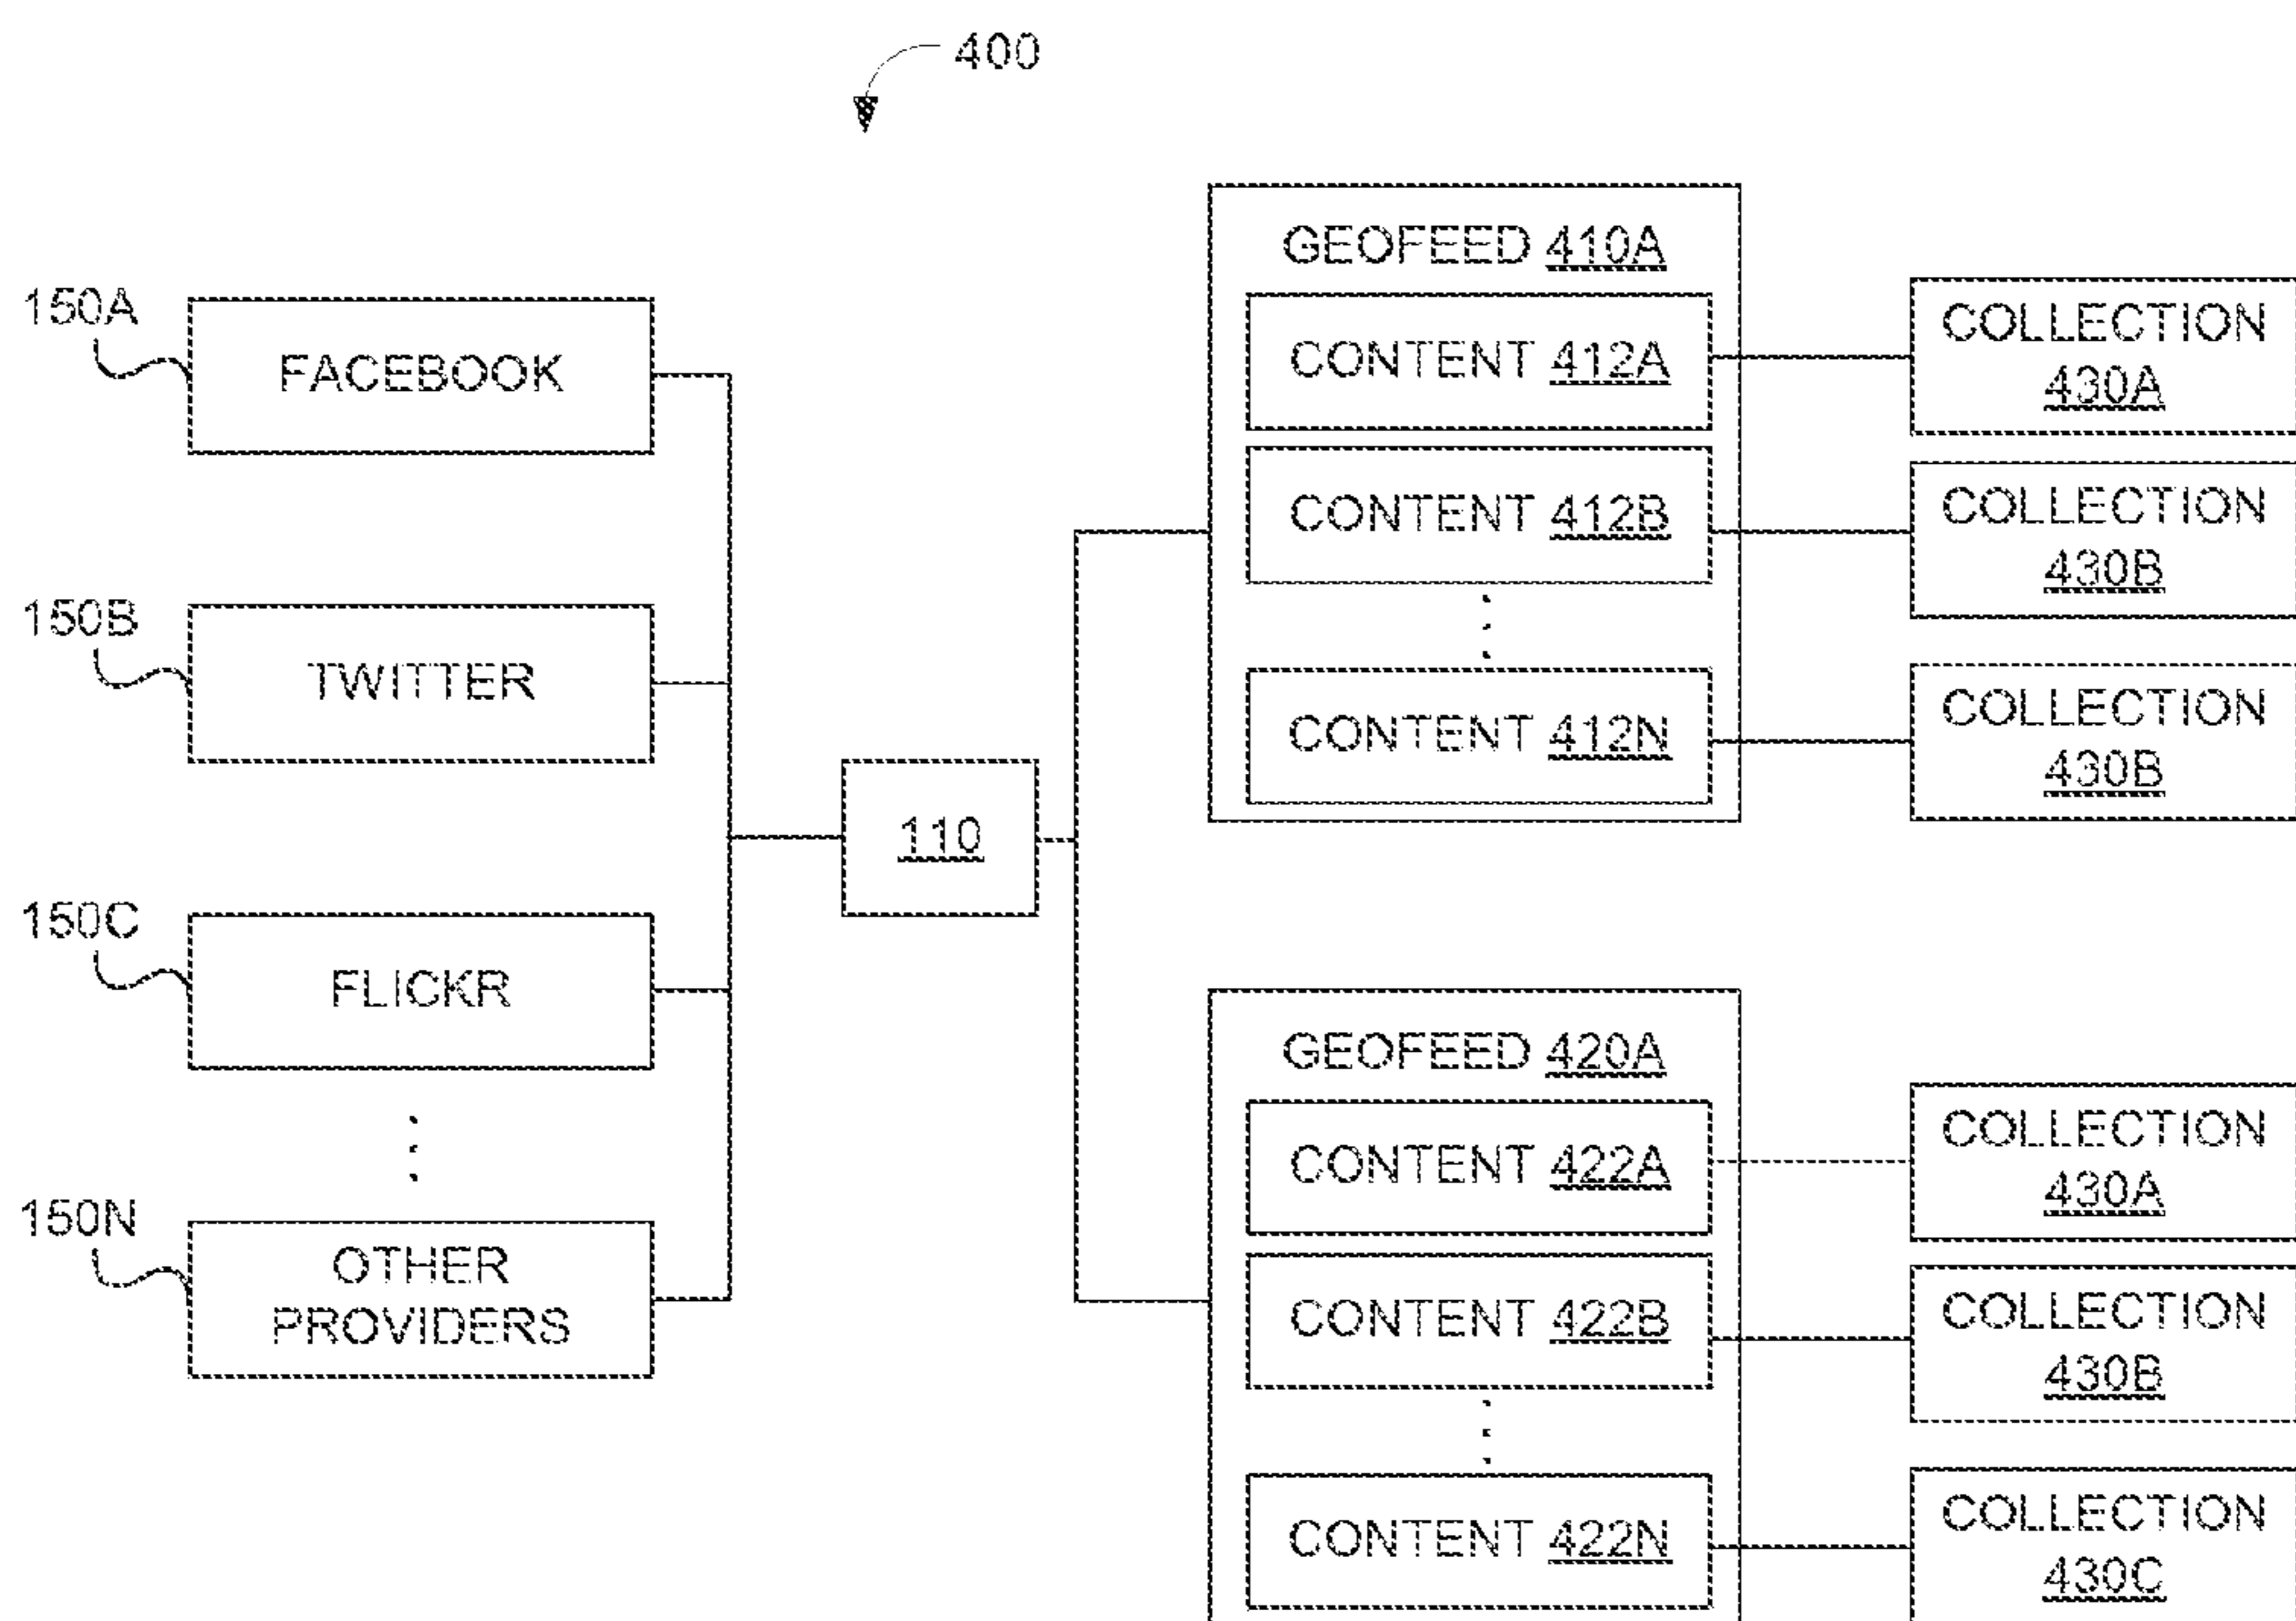 400
150A
FACEBOOK
150B
TWITTER
150C
FLICKR
150N
OTHER
PROVIDERS
110
GEOFEED 410A
CONTENT 412A
CONTENT 412B
CONTENT 412N
COLLECTION
430A
COLLECTION
430B
COLLECTION
430B
GEOFEED 420A
CONTENT 422A
CONTENT 422B
CONTENT 422N
COLLECTION
430A
COLLECTION
430B
COLLECTION
430C